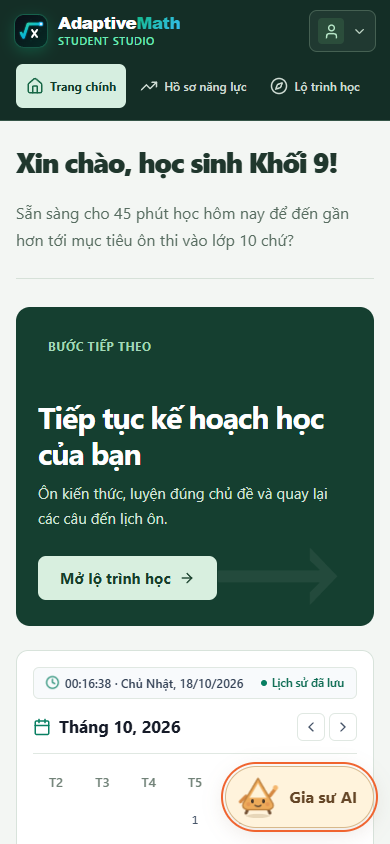 AdaptiveMath
STUDENT STUDIO
Trang chính
Hồ sơ năng lực
Lộ trình học
Xin chào, học sinh Khối 9!
Sẵn sàng cho 45 phút học hôm nay để đến gần
hơn tới mục tiêu ôn thi vào lớp 10 chứ?
BƯỚC TIẾP THEO
Tiếp tục kế hoạch học
của bạn
Ôn kiến thức, luyện đúng chủ đề và quay lại
các câu đến lịch ôn.
Mở lộ trình học →
00:16:38 · Chủ Nhật, 18/10/2026
Lịch sử đã lưu
Tháng 10, 2026
T2 T3 T4 T5
1
Gia sư AI